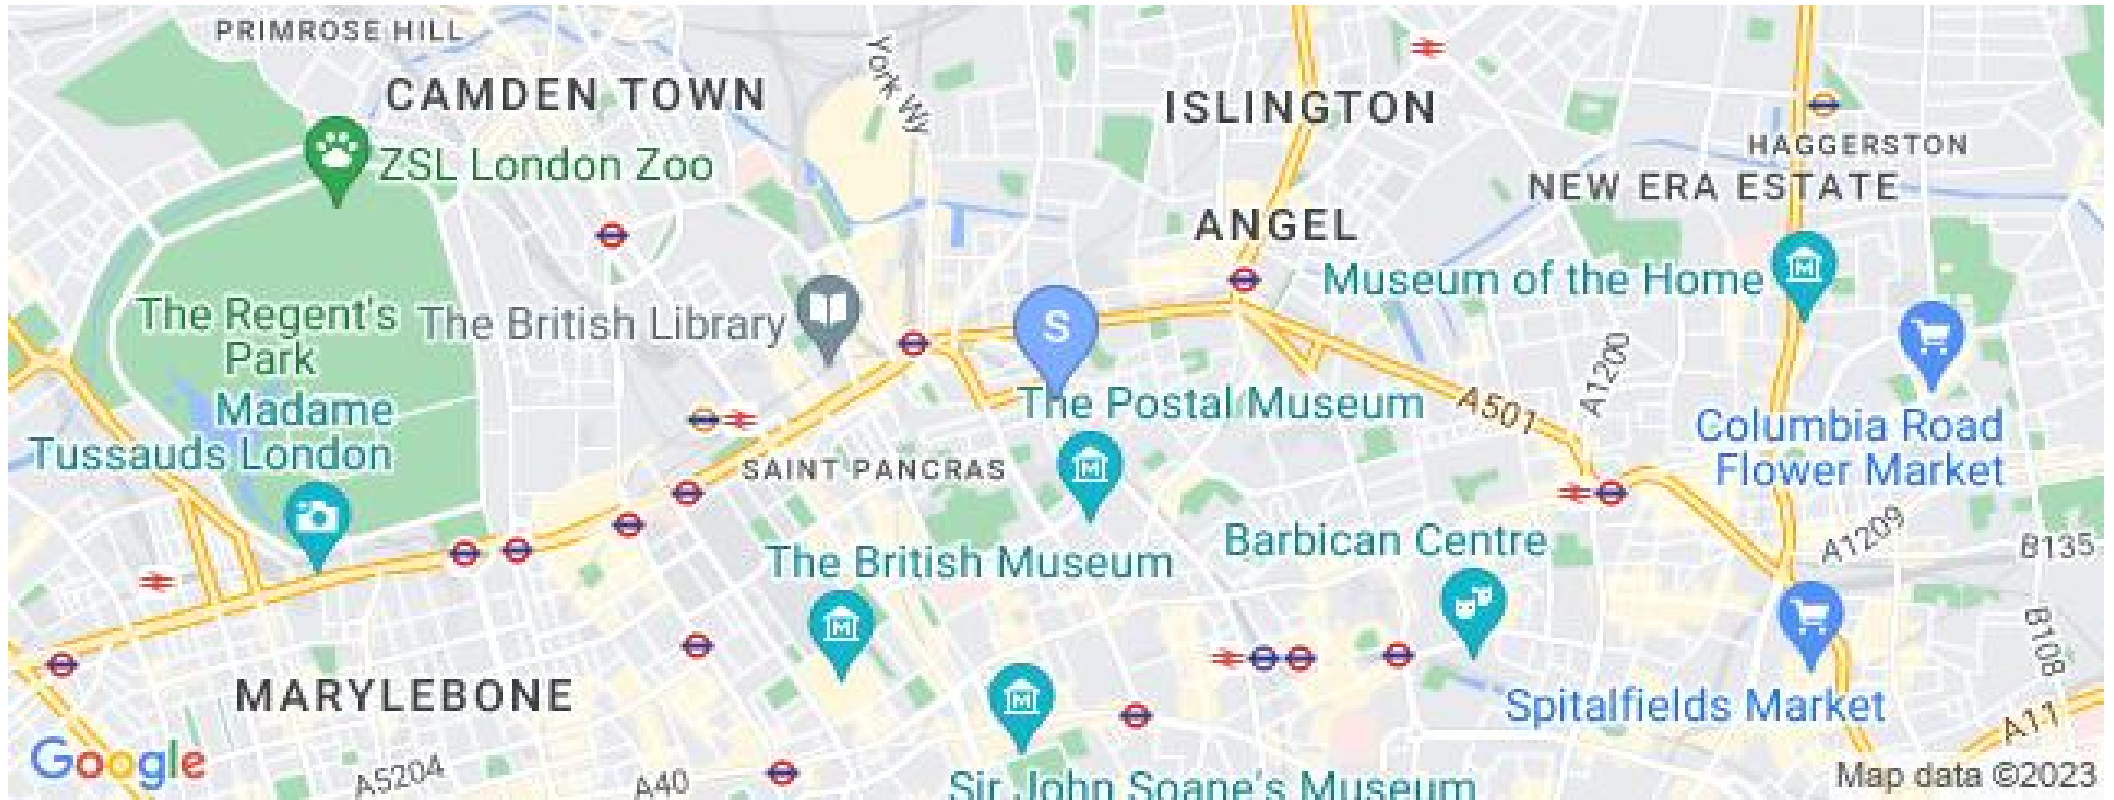 PRIMROSE HILL
York Wy
CAMDEN TOWN
ISLINGTON
HAGGERSTON
ZSL London Zoo
NEW ERA ESTATE
ANGEL
Museum of the Home
The Regent's
Park
The British Library
S
A1200
Madame
Tussauds London
The Postal Museum
A501
Columbia Road
Flower Market
SAINT PANCRAS
A1209
B135
Barbican Centre
The British Museum
B108
MARYLEBONE
Spitalfields Market
A11
Google
A5204
A40
Sir John Soane's Museum
Map data ©2023